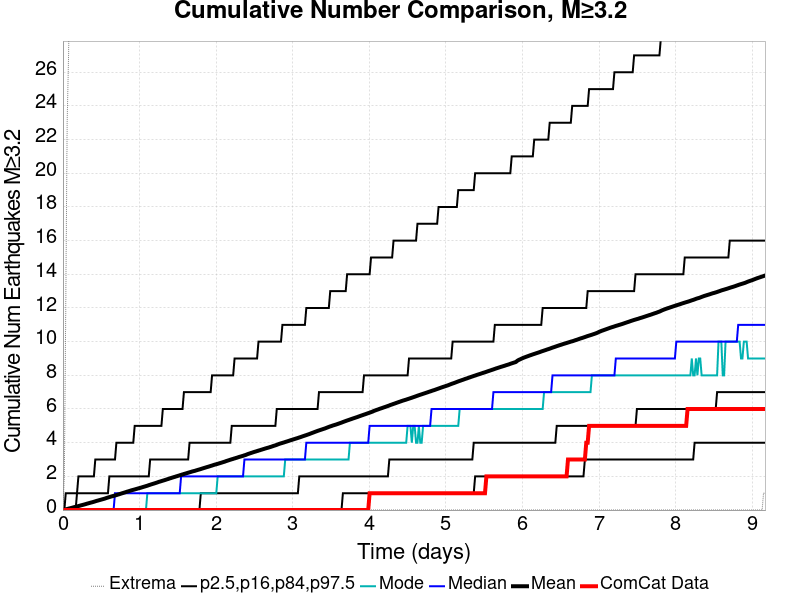 Cumulative Number Comparison, M≥3.2
Cumulative Num Earthquakes M≥3.2
26
24
22
20
18
16
14
12
10
8
6
4
2
0
0 1 2 3 4 5 6 7 8 9
Time (days)
Extrema p2.5,p16,p84,p97.5 Mode Median Mean ComCat Data